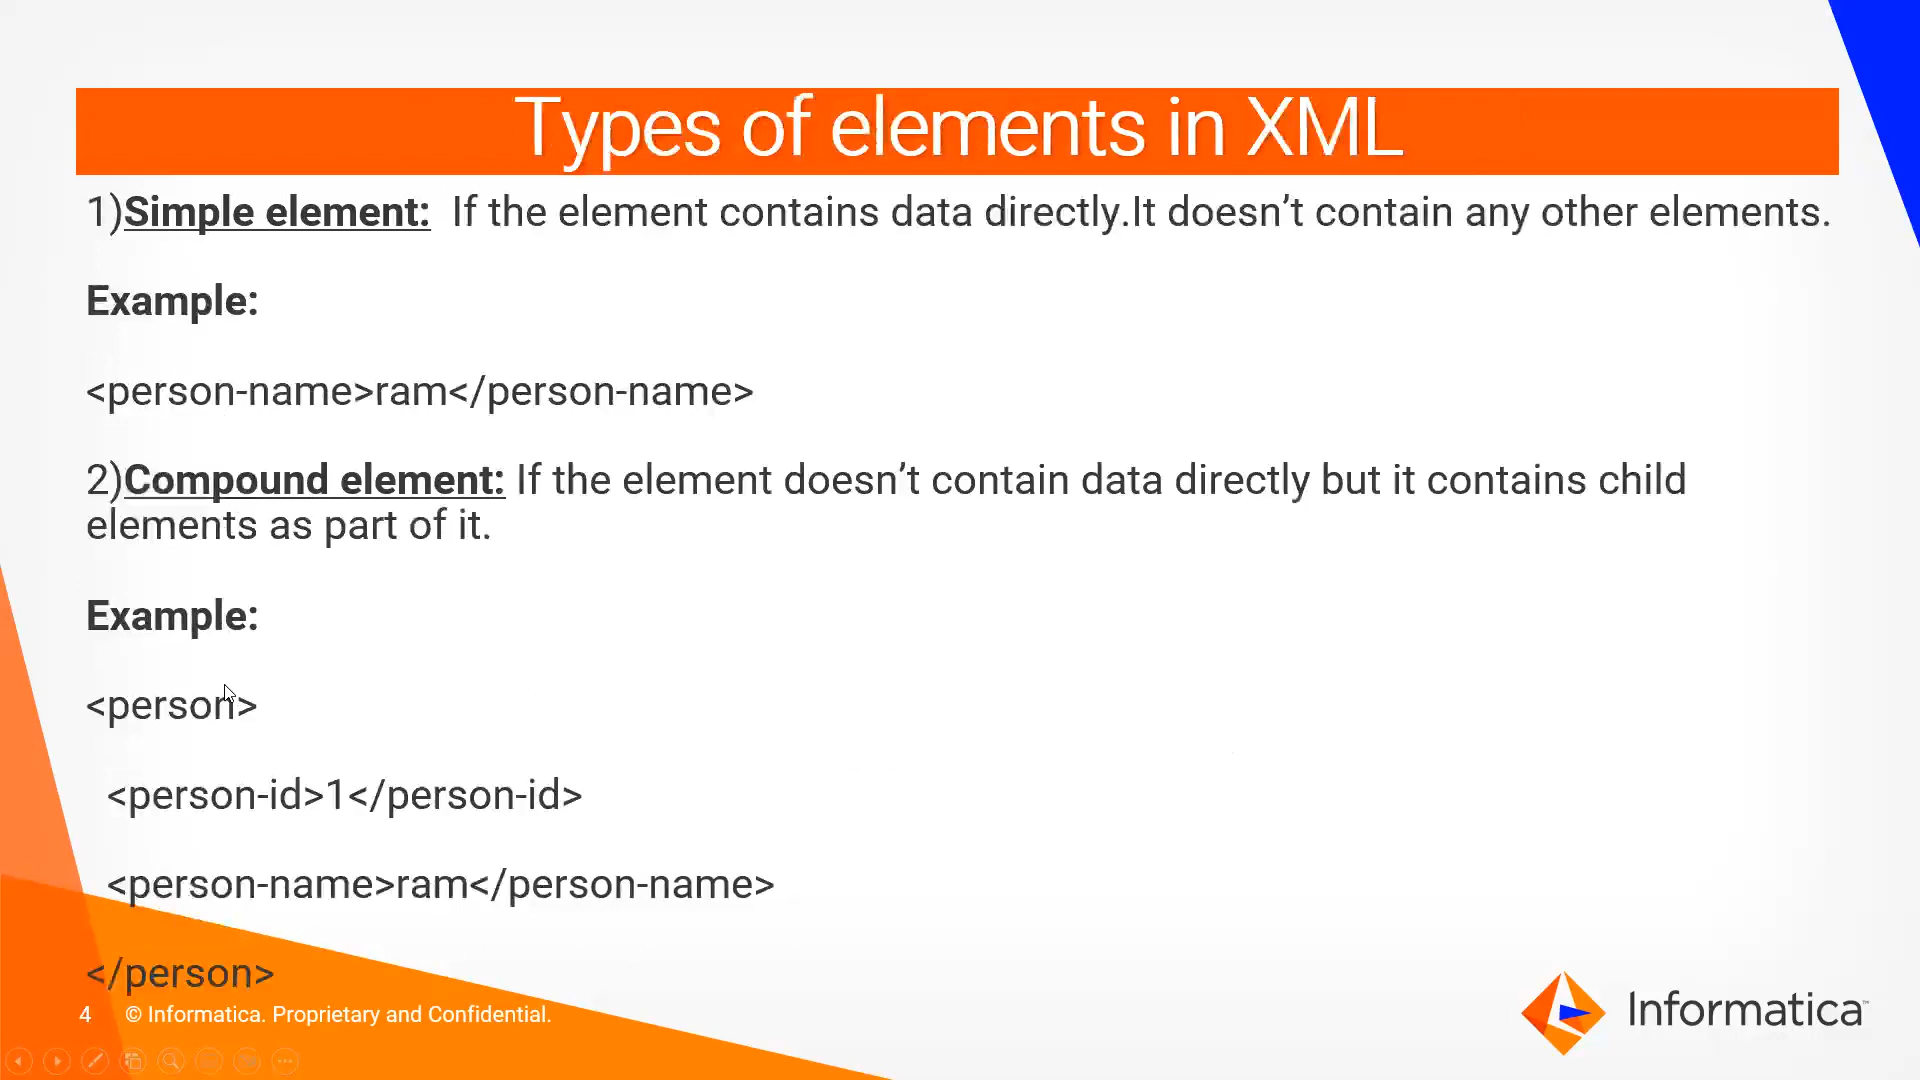 Types of elements in XML
1)Simple element:  If the element contains data directly.It doesn’t contain any other elements.
Example:
<person-name>ram</person-name>
2)Compound element: If the element doesn’t contain data directly but it contains child
elements as part of it.
Example:
<person>
<person-id>1</person-id>
<person-name>ram</person-name>
</person>
4 © Informatica. Proprietary and Confidential.
Informatica™